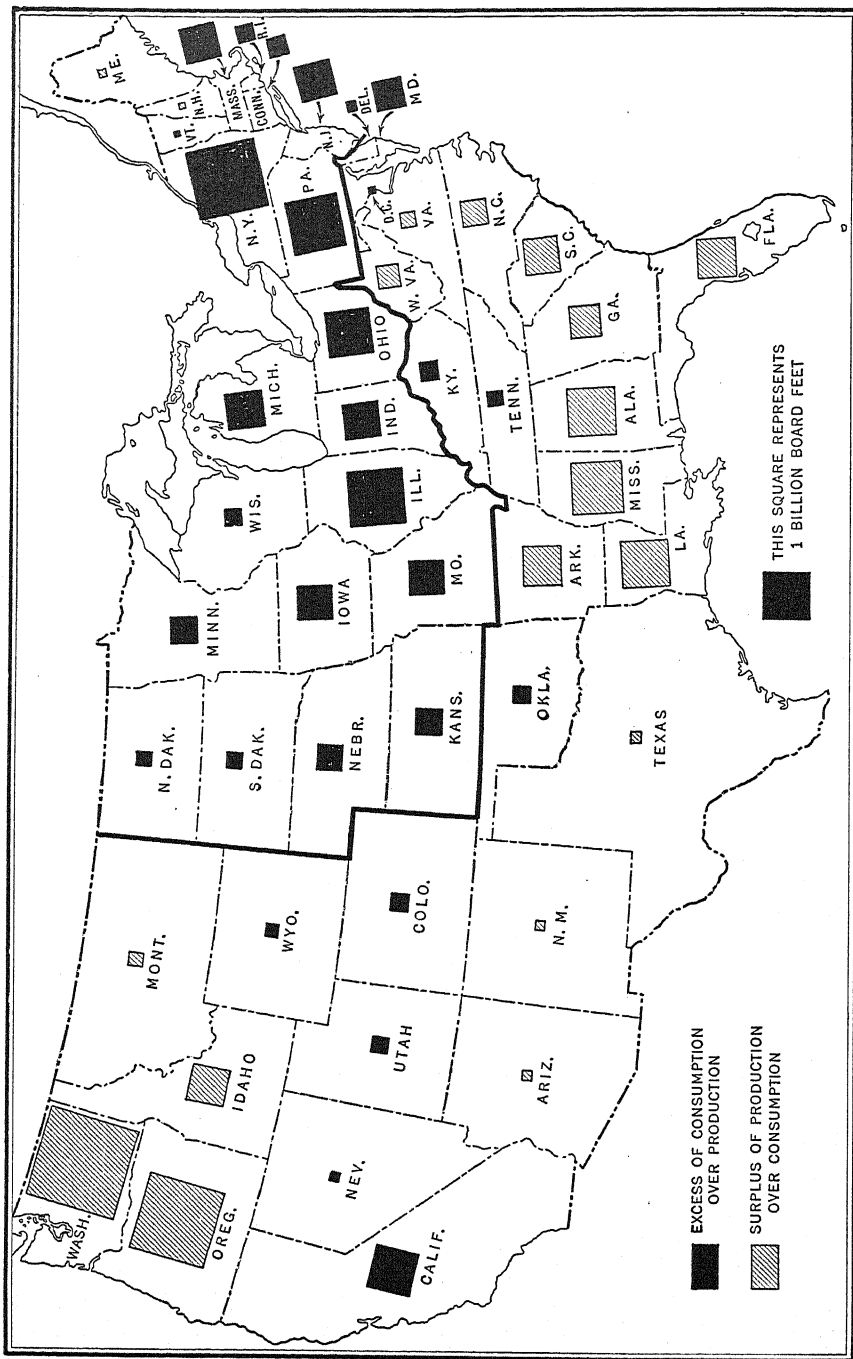 WASH.
OREG.
CALIF.
NEV.
IDAHO
MONT.
WYO.
UTAH
COLO.
ARIZ.
N. M.
N. DAK.
S. DAK.
NEBR.
KANS.
OKLA.
TEXAS
MINN.
IOWA
MO.
ARK.
LA.
WIS.
ILL.
MICH.
IND.
OHIO
KY.
TENN.
MISS.
ALA.
GA.
FLA.
S. C.
N. C.
VA.
W. VA.
D.C.
MD.
DEL.
PA.
N. J.
N. Y.
CONN.
R. I.
MASS.
VT.
N.H.
ME.
EXCESS OF CONSUMPTION
OVER PRODUCTION
SURPLUS OF PRODUCTION
OVER CONSUMPTION
THIS SQUARE REPRESENTS
1 BILLION BOARD FEET